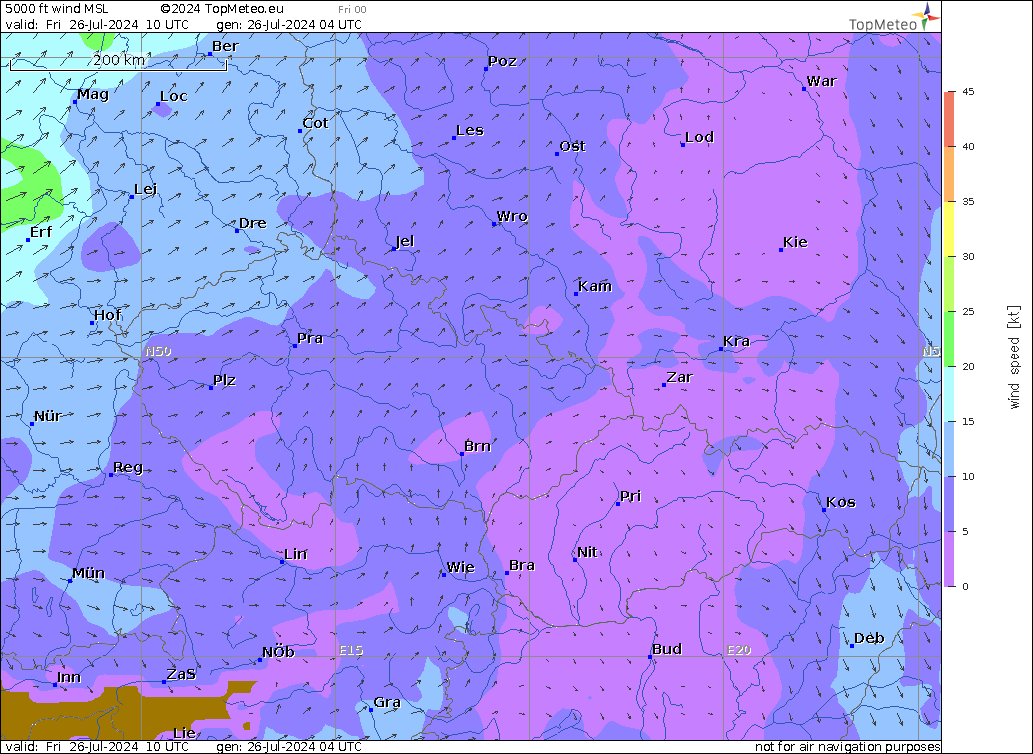 5000 ft wind MSL ©2024 TopMeteo.eu Fri 00
valid: Fri 26-Jul-2024 10 UTC gen: 26-Jul-2024 04 UTC
TopMeteo
Ber
200 km
Poz
War
Mag
Loc
45
Cot
Les
Lod
Ost
40
Lej
35
Wro
Dre
Erf
Jel
Kie
30
Kam
Hof
25
Pra
Kra
N50
N5
wind speed [kt]
20
Plz
Zar
Nür
15
Brn
Reg
10
Pri
Kos
5
Lin
Nit
Wie
Bra
Mün
0
Deb
NÖb
E15
Bud
E20
Inn
ZaS
Gra
Lie
valid: Fri 26-Jul-2024 10 UTC gen: 26-Jul-2024 04 UTC not for air navigation purposes